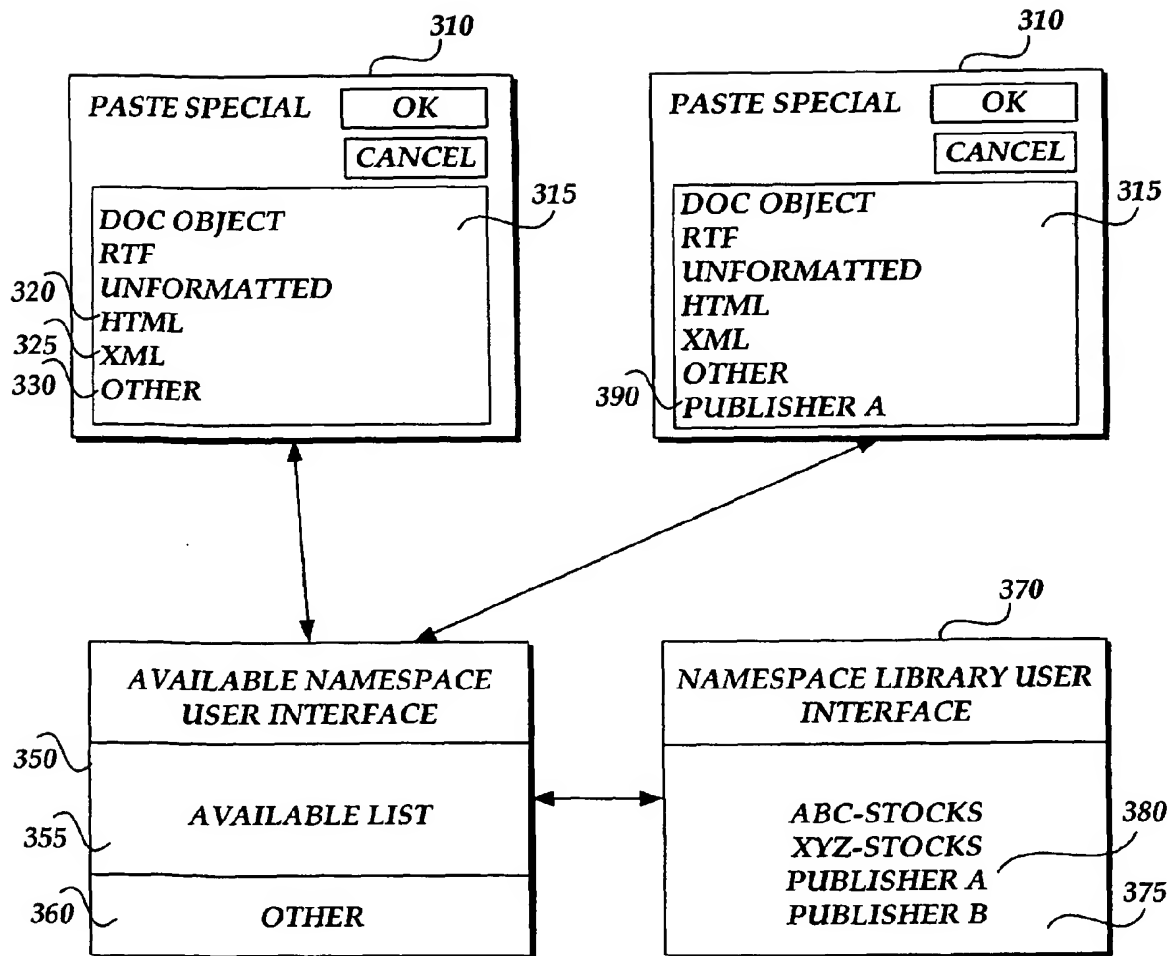 310
PASTE SPECIAL
OK
CANCEL
315
DOC OBJECT
RTF
UNFORMATTED
320
HTML
325
XML
330
OTHER
310
PASTE SPECIAL
OK
CANCEL
315
DOC OBJECT
RTF
UNFORMATTED
HTML
XML
OTHER
390
PUBLISHER A
AVAILABLE NAMESPACE
USER INTERFACE
350
AVAILABLE LIST
355
360
OTHER
370
NAMESPACE LIBRARY USER
INTERFACE
ABC-STOCKS
380
XYZ-STOCKS
PUBLISHER A
375
PUBLISHER B